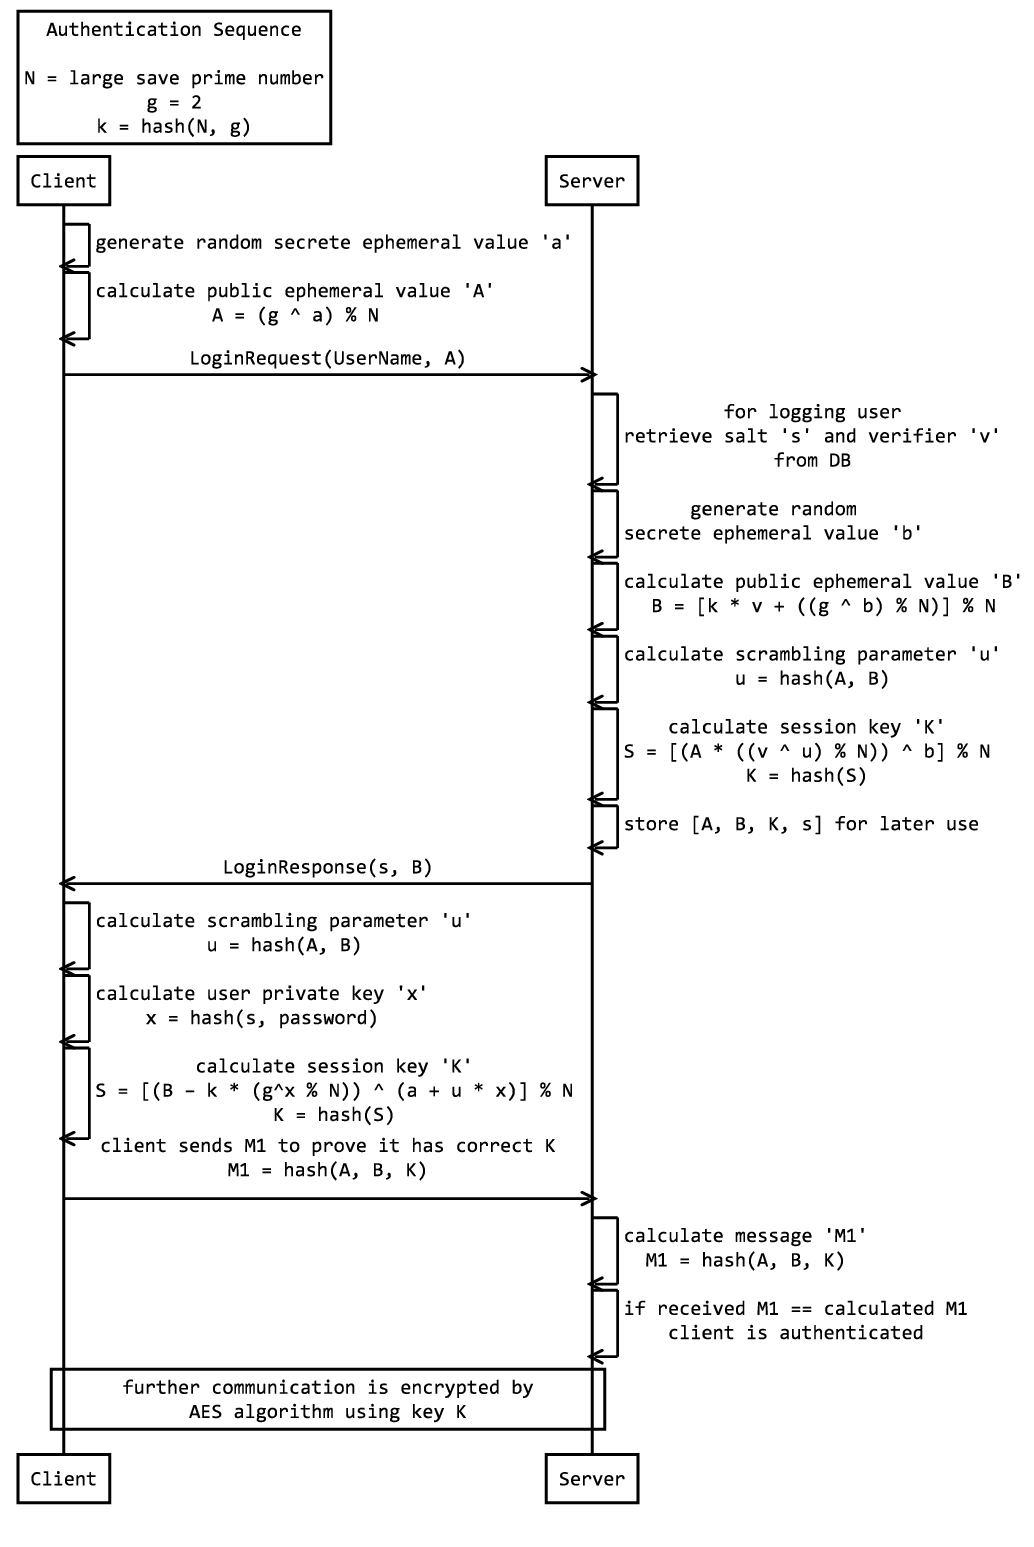 Authentication Sequence
N = large save prime number
g = 2
k = hash(N, g)
Client
Server
generate random secrete ephemeral value 'a'
calculate public ephemeral value 'A'
A = (g ^ a) % N
LoginRequest(UserName, A)
for logging user
retrieve salt 's' and verifier 'v'
from DB
generate random
secrete ephemeral value 'b'
calculate public ephemeral value 'B'
B = [k * v + ((g ^ b) % N)] % N
calculate scrambling parameter 'u'
u = hash(A, B)
calculate session key 'K'
S = [(A * ((v ^ u) % N)) ^ b] % N
K = hash(S)
store [A, B, K, s] for later use
LoginResponse(s, B)
calculate scrambling parameter 'u'
u = hash(A, B)
calculate user private key 'x'
x = hash(s, password)
calculate session key 'K'
S = [(B – k * (g^x % N)) ^ (a + u * x)] % N
K = hash(S)
client sends M1 to prove it has correct K
M1 = hash(A, B, K)
calculate message 'M1'
M1 = hash(A, B, K)
if received M1 == calculated M1
client is authenticated
further communication is encrypted by
AES algorithm using key K
Client
Server